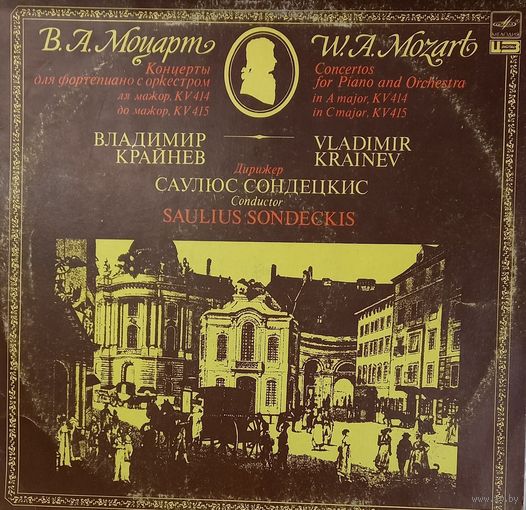 В. А. Моцарт
Концерты
для фортепиано с оркестром
ля мажор, KV 414
до мажор, KV 415
W. A. Mozart
Concertos
for Piano and Orchestra
in A major, KV 414
in C major, KV 415
ВЛАДИМИР
КРАЙНЕВ
VLADIMIR
KRAINEV
Дирижер
САУЛЮС СОНДЕЦКИС
Conductor
SAULIUS SONDECKIS
МЕЛОДИЯ